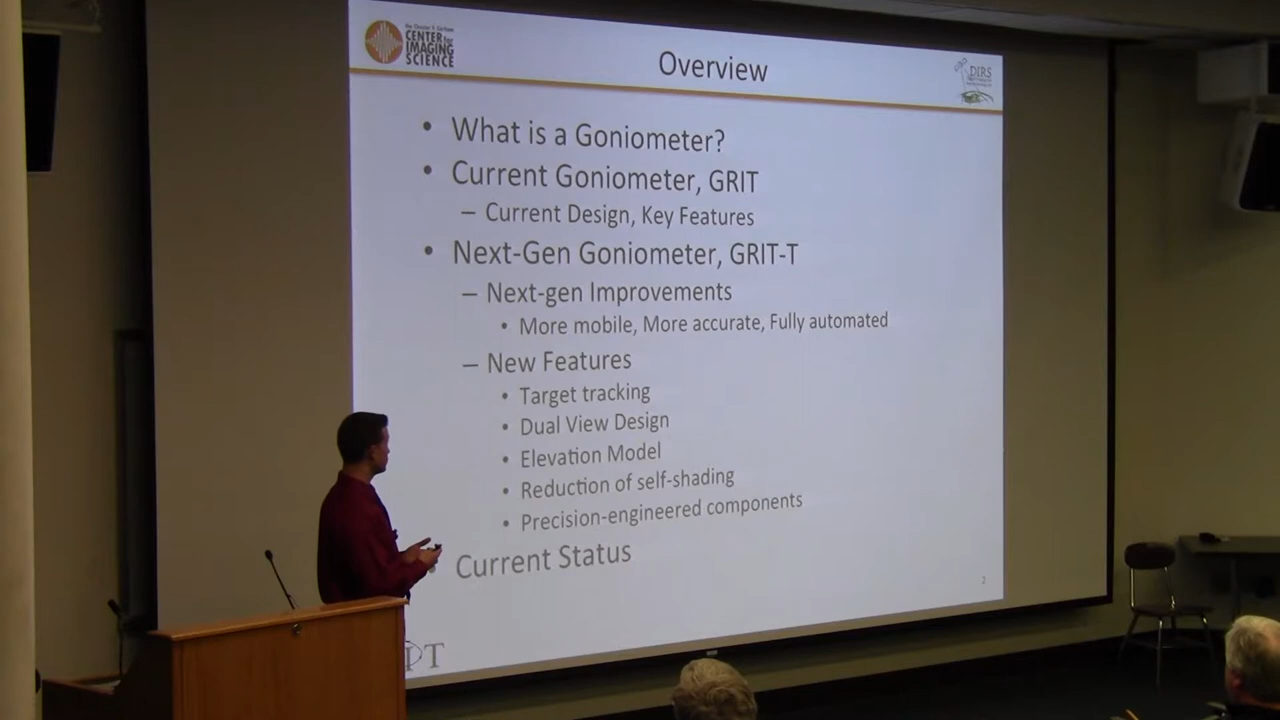 CENTER for
IMAGING
SCIENCE
Overview
DIRS
• What is a Goniometer?
• Current Goniometer, GRIT
– Current Design, Key Features
• Next-Gen Goniometer, GRIT-T
– Next-gen Improvements
• More mobile, More accurate, Fully automated
– New Features
• Target tracking
• Dual View Design
• Elevation Model
• Reduction of self-shading
• Precision-engineered components
Current Status
2